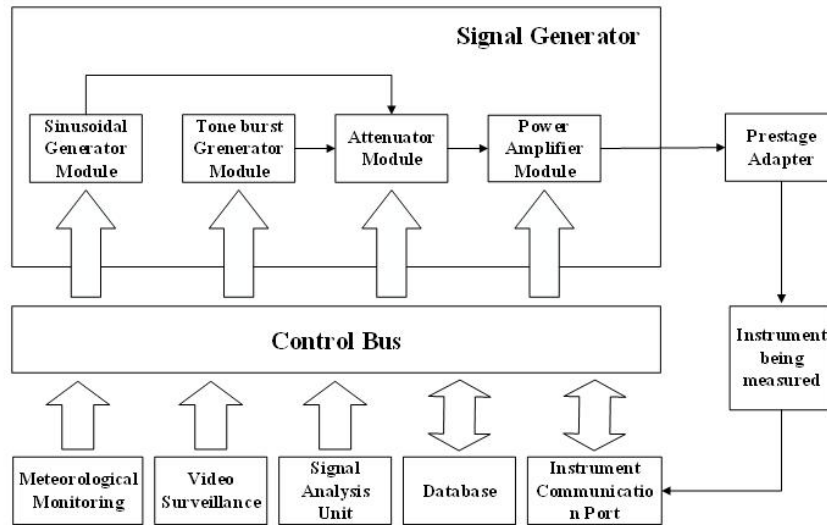 Signal Generator
Sinusoidal
Generator
Module
Tone burst
Grenerator
Module
Attenuator
Module
Power
Amplifier
Module
Prestage
Adapter
Control Bus
Instrument
being
measured
Meteorological
Monitoring
Video
Surveillance
Signal
Analysis
Unit
Database
Instrument
Communicatio
n Port